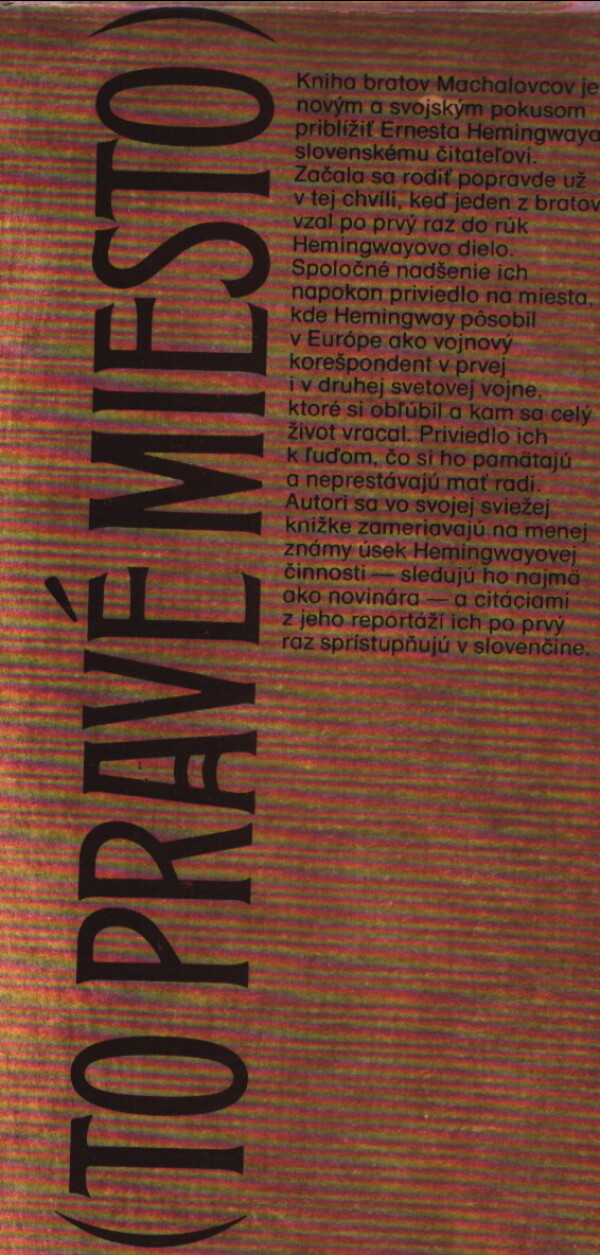 (TO PRAVÉ MIESTO)
Kniha bratov Machalovcov je
novým a svojským pokusom
priblížiť Ernesta Hemingwaya
slovenskému čitateľovi.
Začala sa rodiť popravde už
v tej chvíli, keď jeden z bratov
vzal po prvý raz do rúk
Hemingwayovo dielo.
Spoločné nadšenie ich
napokon priviedlo na miesta,
kde Hemingway pôsobil
v Európe ako vojnový
korešpondent v prvej
i v druhej svetovej vojne,
ktoré si obľúbil a kam sa celý
život vracal. Priviedlo ich
k ľuďom, čo si ho pamätajú
a neprestávajú mať radi.
Autori sa vo svojej sviežej
knižke zameriavajú na menej
známy úsek Hemingwayovej
činnosti — sledujú ho najmä
ako novinára — a citáciami
z jeho reportáží ich po prvý
raz sprístupňujú v slovenčine.